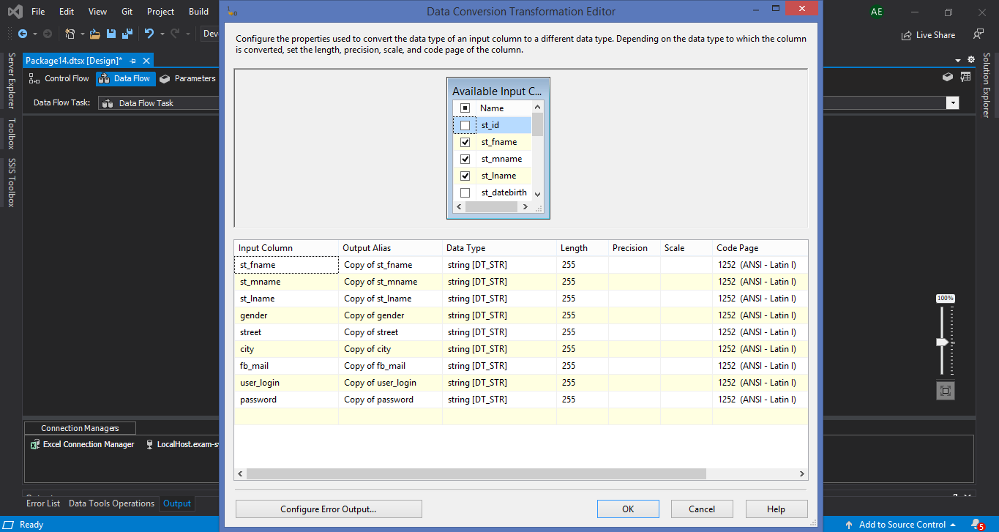 File Edit View Git Project Build
Data Conversion Transformation Editor
AE
Dev
Live Share
Configure the properties used to convert the data type of an input column to a different data type. Depending on the data type to which the column
is converted, set the length, precision, scale, and code page of the column.
Package14.dtsx [Design]*
Control Flow Data Flow Parameters
Data Flow Task: Data Flow Task
Server Explorer
Toolbox
SSIS Toolbox
Solution Explorer
Available Input C...
Name
st_id
st_fname
st_mname
st_lname
st_datebirth
Input Column Output Alias Data Type Length Precision Scale Code Page
st_fname Copy of st_fname string [DT_STR] 255 1252 (ANSI - Latin I)
st_mname Copy of st_mname string [DT_STR] 255 1252 (ANSI - Latin I)
st_lname Copy of st_lname string [DT_STR] 255 1252 (ANSI - Latin I)
gender Copy of gender string [DT_STR] 255 1252 (ANSI - Latin I)
street Copy of street string [DT_STR] 255 1252 (ANSI - Latin I)
city Copy of city string [DT_STR] 255 1252 (ANSI - Latin I)
fb_mail Copy of fb_mail string [DT_STR] 255 1252 (ANSI - Latin I)
user_login Copy of user_login string [DT_STR] 255 1252 (ANSI - Latin I)
password Copy of password string [DT_STR] 255 1252 (ANSI - Latin I)
100%
Connection Managers
Excel Connection Manager LocalHost.exam-s
Error List Data Tools Operations Output
Configure Error Output... OK Cancel Help
Ready
Add to Source Control
5